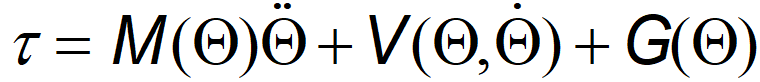 τ = M(Θ)Θ̈ + V(Θ,Θ̇) + G(Θ)